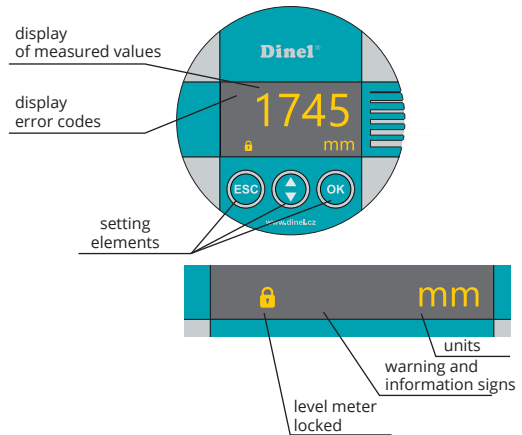 display
of measured values
display
error codes
Dinel®
1745
mm
ESC
OK
www.dinel.cz
setting
elements
mm
units
warning and
information signs
level meter
locked